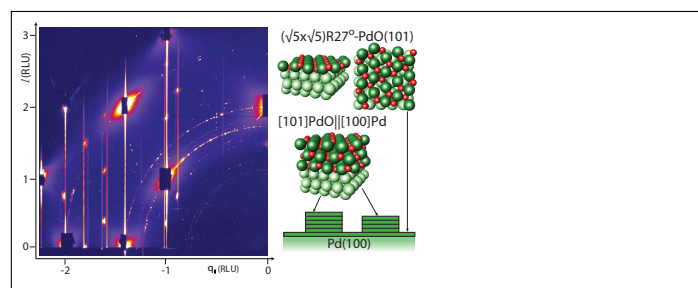 3
2
1
0
l (RLU)
-2
-1
0
q॥ (RLU)
(√5x√5)R27°-PdO(101)
[101]PdO||[100]Pd
Pd(100)